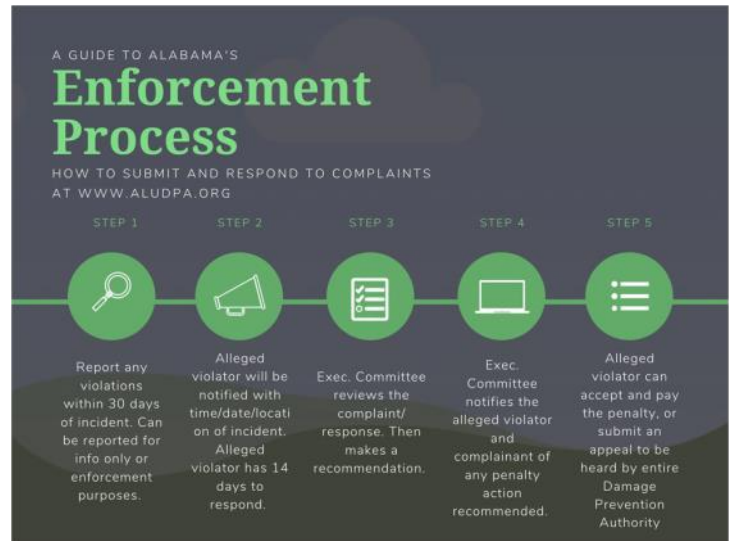 A GUIDE TO ALABAMA'S
Enforcement
Process
HOW TO SUBMIT AND RESPOND TO COMPLAINTS
AT WWW.ALUDPA.ORG
STEP 1
Report any
violations
within 30 days
of incident. Can
be reported for
info only or
enforcement
purposes.
STEP 2
Alleged
violator will be
notified with
time/date/locati
on of incident.
Alleged
violator has 14
days to
respond.
STEP 3
Exec. Committee
reviews the
complaint/
response. Then
makes a
recommendation.
STEP 4
Exec.
Committee
notifies the
alleged violator
and
complainant of
any penalty
action
recommended.
STEP 5
Alleged
violator can
accept and pay
the penalty, or
submit an
appeal to be
heard by entire
Damage
Prevention
Authority